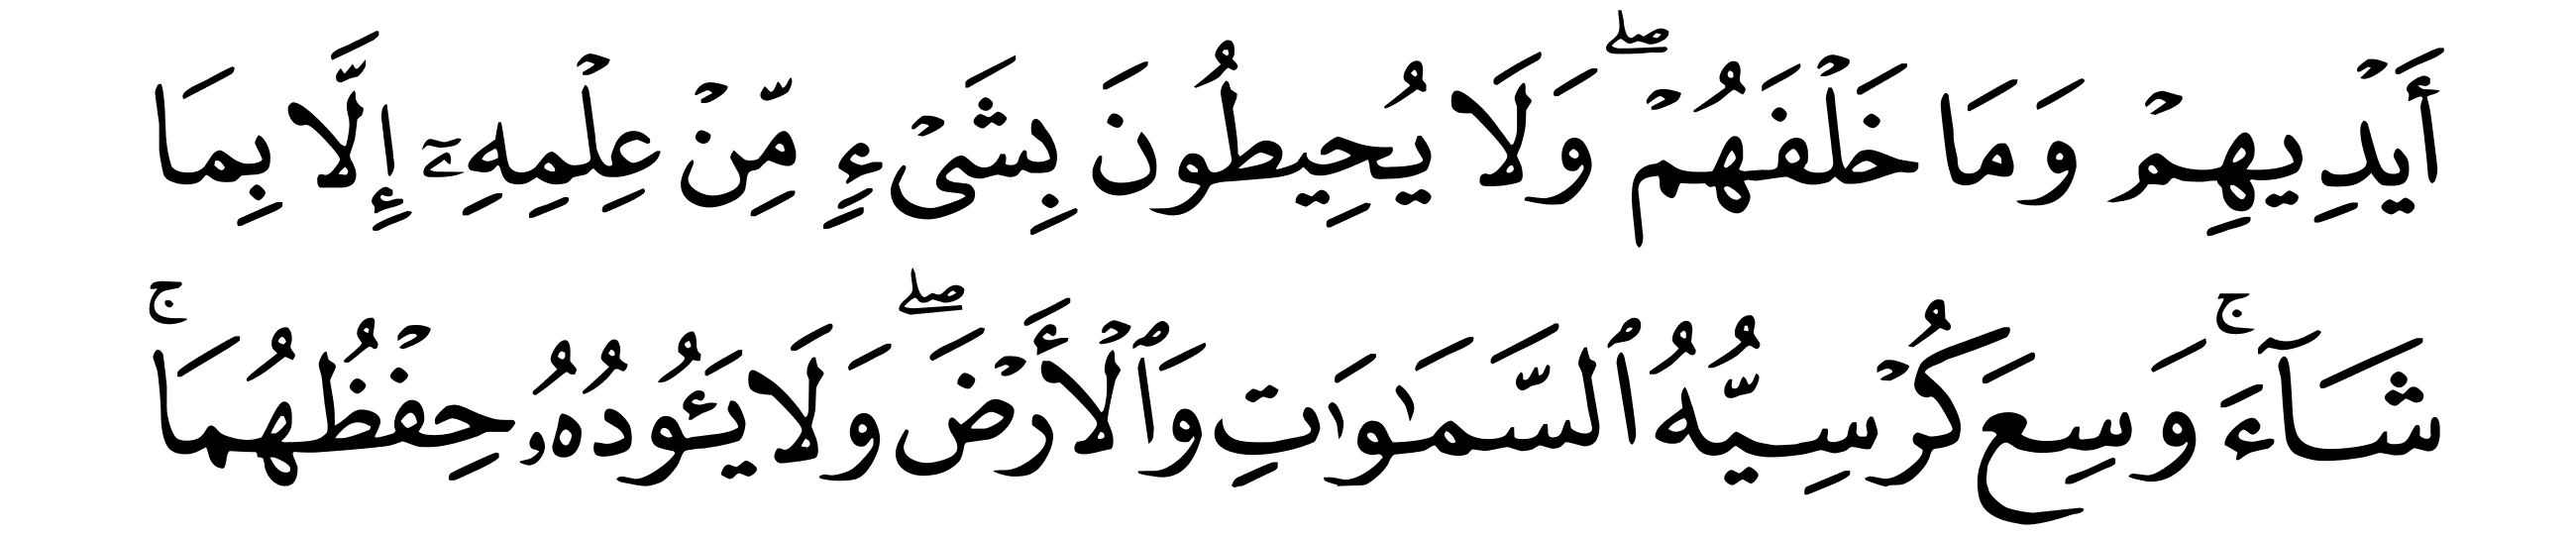 أَيۡدِيهِمۡ وَمَا خَلۡفَهُمۡۖ وَلَا يُحِيطُونَ بِشَيۡءٍ مِّنۡ عِلۡمِهِۦٓ إِلَّا بِمَا
شَآءَۚ وَسِعَ كُرۡسِيُّهُ ٱلسَّمَٰوَٰتِ وَٱلۡأَرۡضَۖ وَلَا يَـُٔودُهُۥ حِفۡظُهُمَاۚ